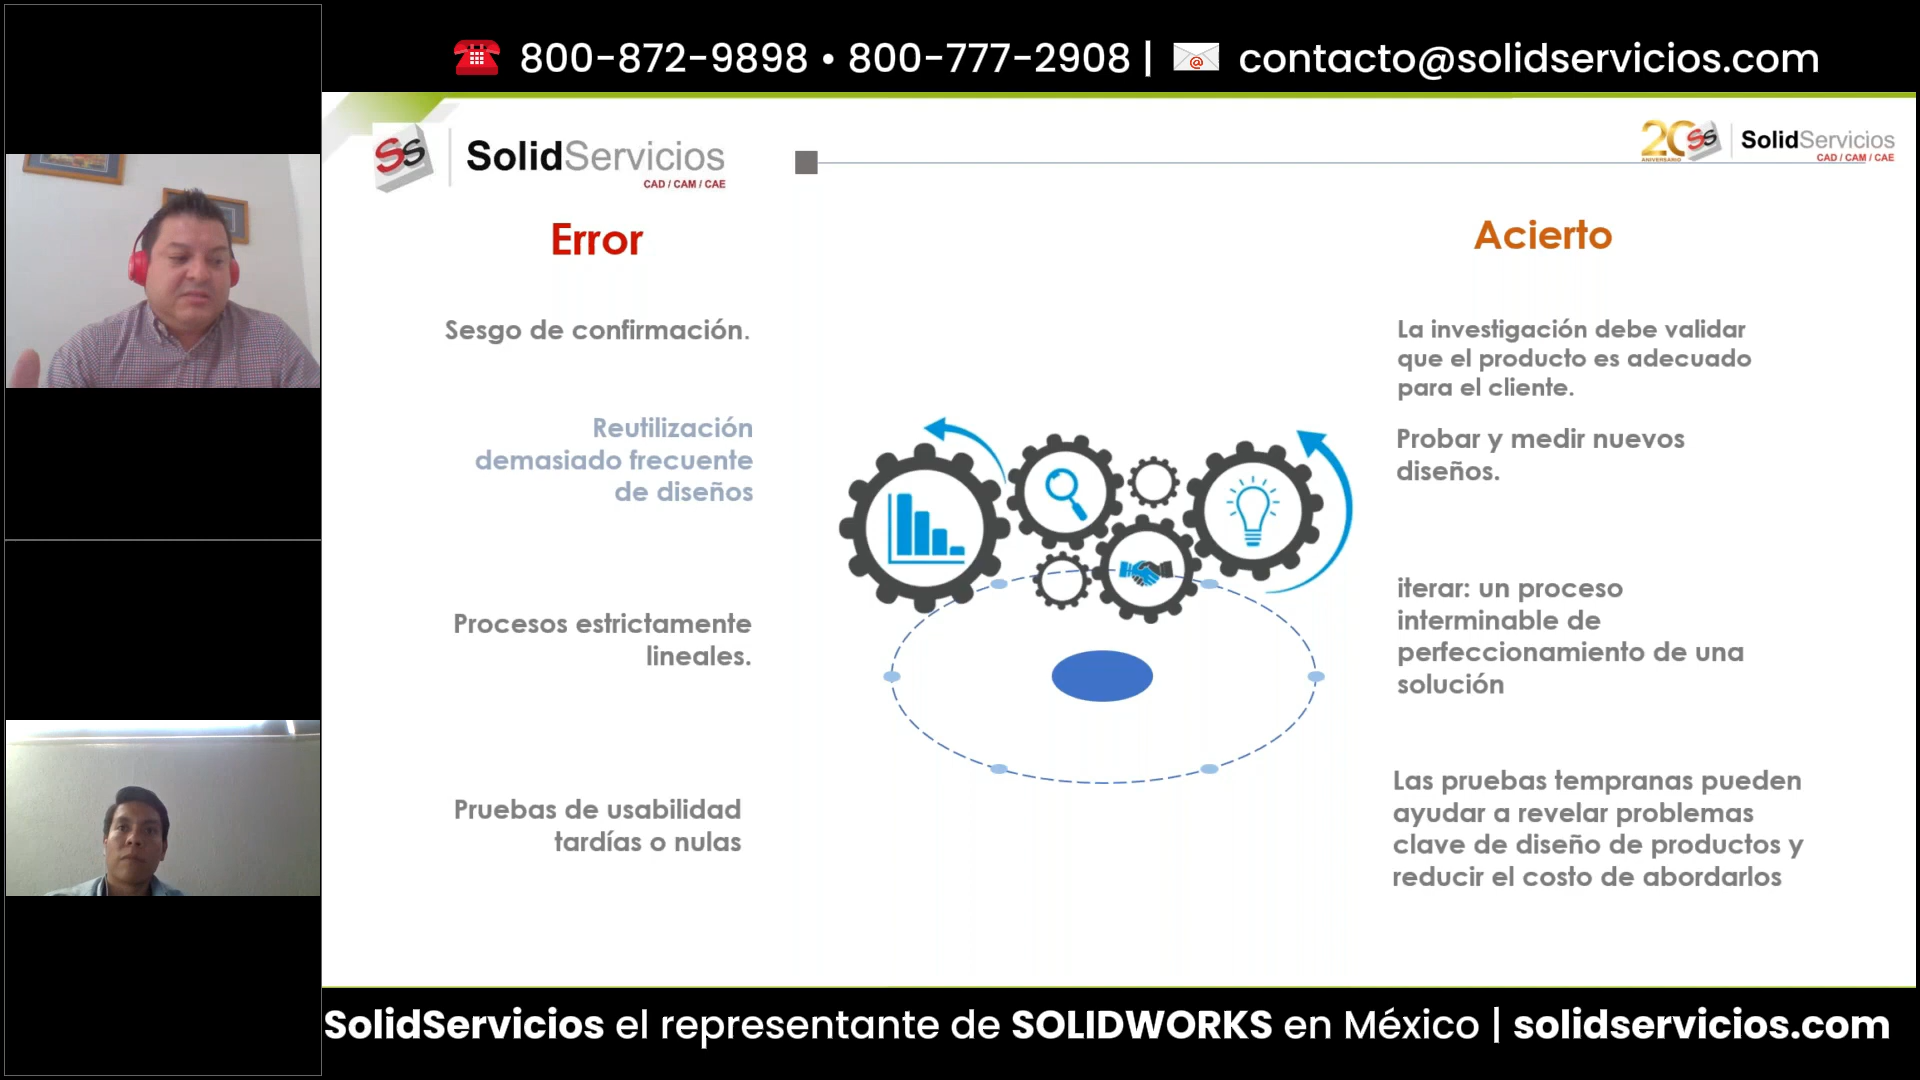 800-872-9898 • 800-777-2908 | contacto@solidservicios.com
SS SolidServicios
CAD / CAM / CAE
20 SS SolidServicios
ANIVERSARIO CAD / CAM / CAE
Error
Sesgo de confirmación.
Reutilización
demasiado frecuente
de diseños
Procesos estrictamente
lineales.
Pruebas de usabilidad
tardías o nulas
Acierto
La investigación debe validar
que el producto es adecuado
para el cliente.
Probar y medir nuevos
diseños.
iterar: un proceso
interminable de
perfeccionamiento de una
solución
Las pruebas tempranas pueden
ayudar a revelar problemas
clave de diseño de productos y
reducir el costo de abordarlos
SolidServicios el representante de SOLIDWORKS en México | solidservicios.com